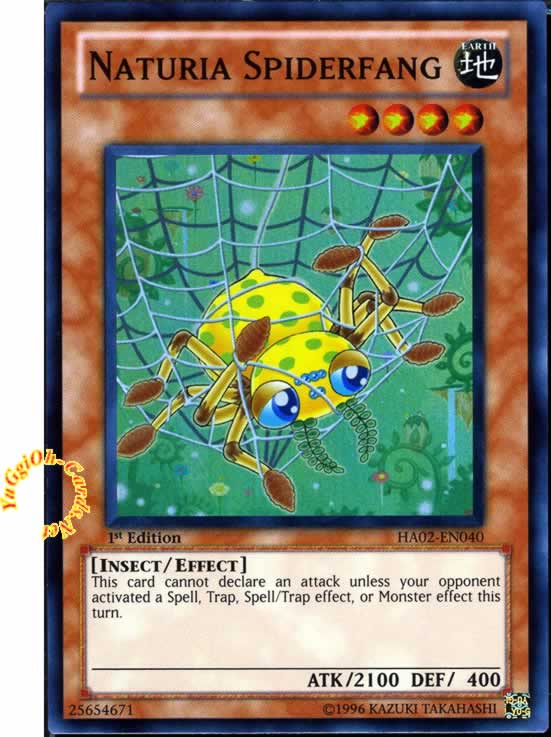 NATURIA SPIDERFANG
EARTH
地
YuGgiOh-Cards.Net
1st Edition
HA02-EN040
[INSECT/EFFECT]
This card cannot declare an attack unless your opponent
activated a Spell, Trap, Spell/Trap effect, or Monster effect this
turn.
ATK/2100 DEF/ 400
25654671
©1996 KAZUKI TAKAHASHI